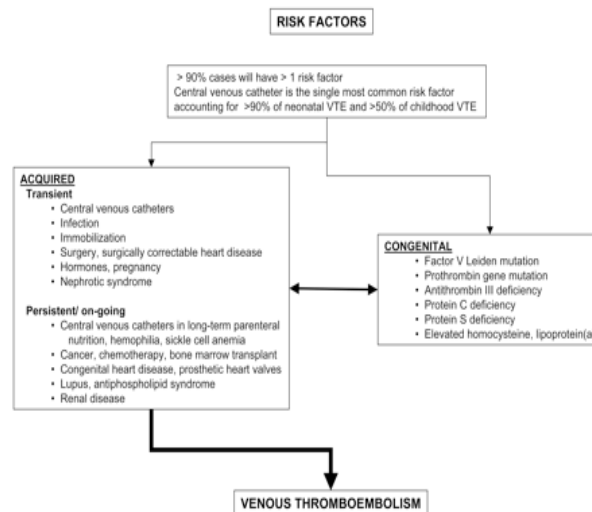 RISK FACTORS
> 90% cases will have > 1 risk factor
Central venous catheter is the single most common risk factor
accounting for >90% of neonatal VTE and >50% of childhood VTE
ACQUIRED
Transient
• Central venous catheters
• Infection
• Immobilization
• Surgery, surgically correctable heart disease
• Hormones, pregnancy
• Nephrotic syndrome
Persistent/ on-going
• Central venous catheters in long-term parenteral
nutrition, hemophilia, sickle cell anemia
• Cancer, chemotherapy, bone marrow transplant
• Congenital heart disease, prosthetic heart valves
• Lupus, antiphospholipid syndrome
• Renal disease
CONGENITAL
• Factor V Leiden mutation
• Prothrombin gene mutation
• Antithrombin III deficiency
• Protein C deficiency
• Protein S deficiency
• Elevated homocysteine, lipoprotein(a
VENOUS THROMBOEMBOLISM